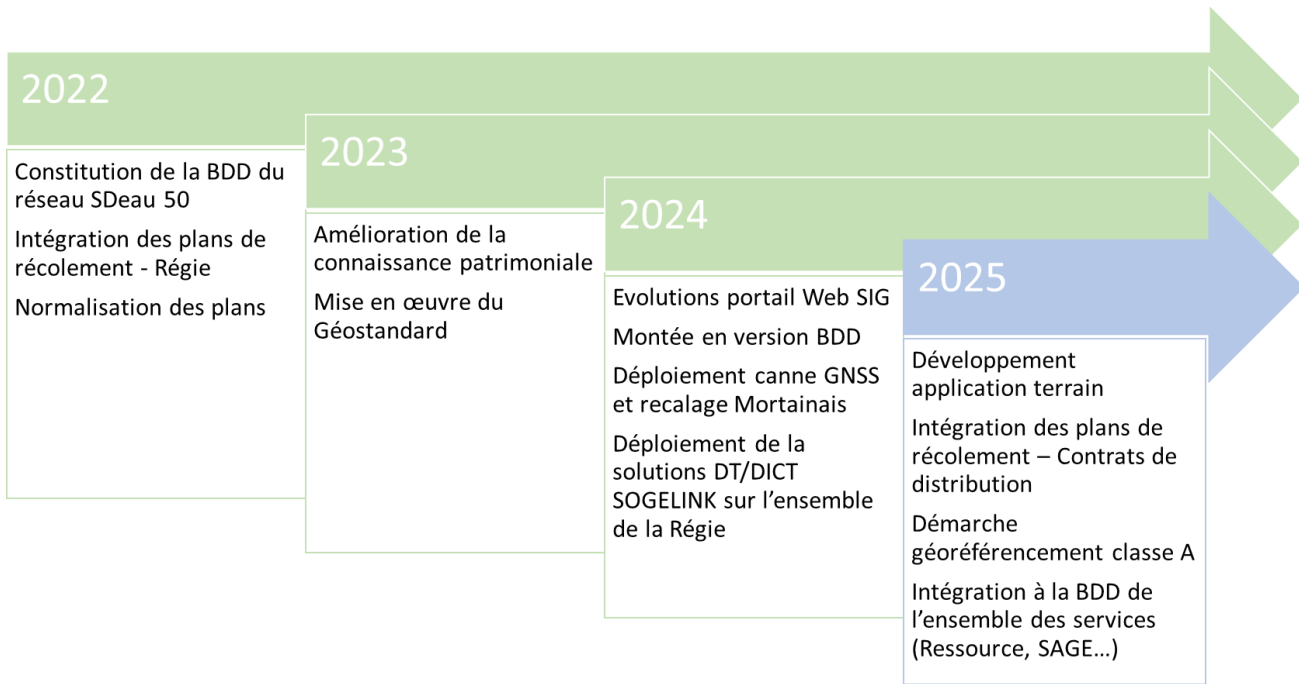 2022
Constitution de la BDD du
réseau SDeau 50
Intégration des plans de
récolement - Régie
Normalisation des plans
2023
Amélioration de la
connaissance patrimoniale
Mise en œuvre du
Géostandard
2024
Evolutions portail Web SIG
Montée en version BDD
Déploiement canne GNSS
et recalage Mortainais
Déploiement de la
solutions DT/DICT
SOGELINK sur l’ensemble
de la Régie
2025
Développement
application terrain
Intégration des plans de
récolement – Contrats de
distribution
Démarche
géoréférencement classe A
Intégration à la BDD de
l’ensemble des services
(Ressource, SAGE…)